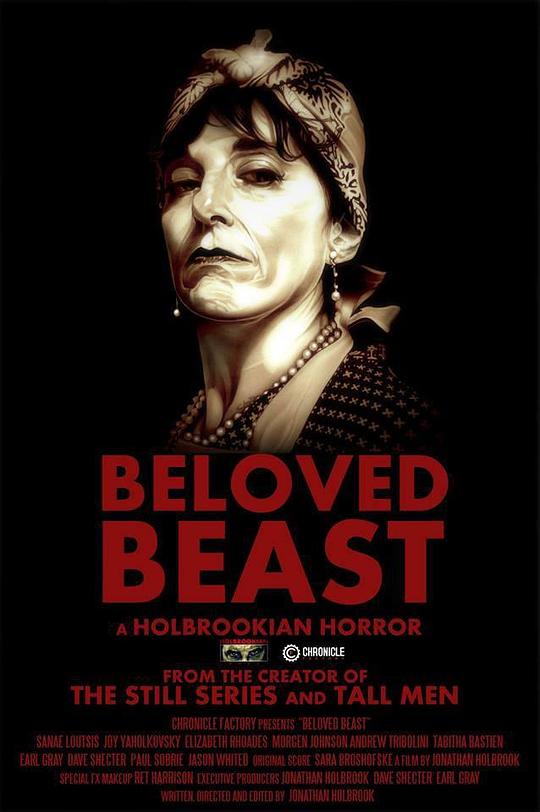 BELOVED
BEAST
A HOLBROOKIAN HORROR
HOLBROOKIAN
CHRONICLE
FACTORY
FROM THE CREATOR OF
THE STILL SERIES AND TALL MEN
CHRONICLE FACTORY PRESENTS "BELOVED BEAST"
SANAE LOUTSIS JOY YAHOLKOVSKY ELIZABETH RHOADES MORGEN JOHNSON ANDREW TRIBOLINI TABITHA BASTIEN
EARL GRAY DAVE SHECTER PAUL SOBRIE JASON WHITED ORIGINAL SCORE SARA BROSHOFSKE A FILM BY JONATHAN HOLBROOK
SPECIAL FX MAKEUP RET HARRISON EXECUTIVE PRODUCERS JONATHAN HOLBROOK DAVE SHECTER EARL GRAY
WRITTEN, DIRECTED AND EDITED BY JONATHAN HOLBROOK